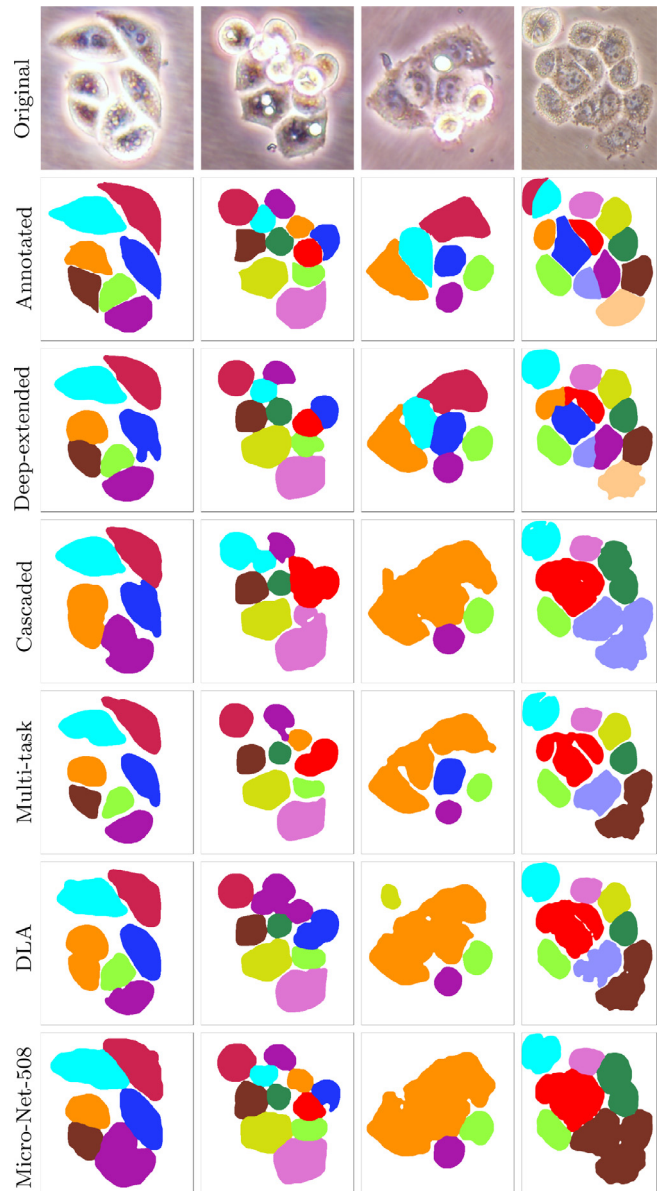 Original
Annotated
Deep-extended
Cascaded
Multi-task
DLA
Micro-Net-508